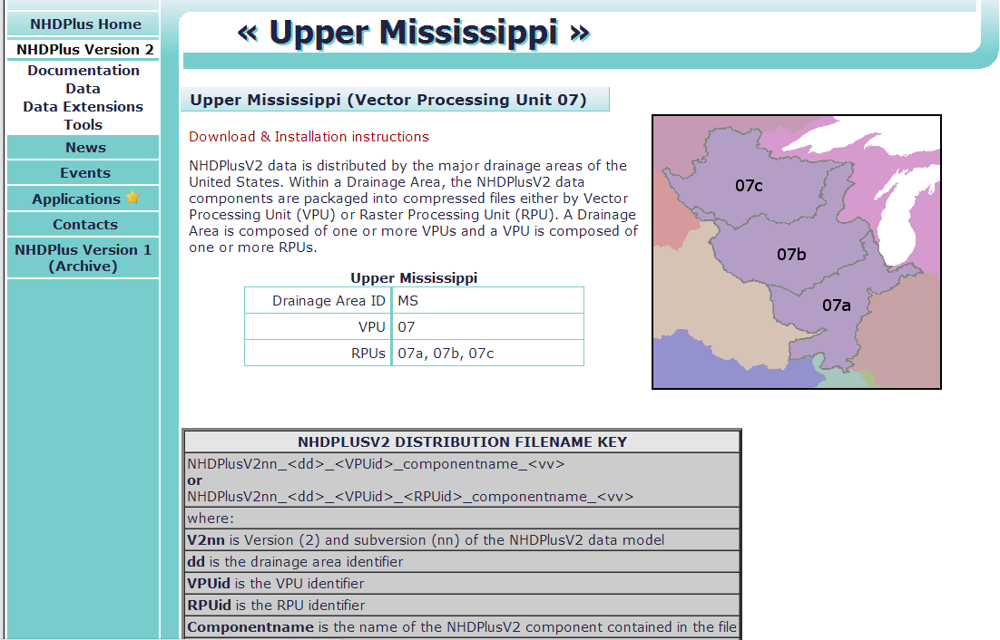 NHDPlus Home
NHDPlus Version 2
Documentation
Data
Data Extensions
Tools
News
Events
Applications
Contacts
NHDPlus Version 1
(Archive)
« Upper Mississippi »
Upper Mississippi (Vector Processing Unit 07)
Download & Installation instructions
NHDPlusV2 data is distributed by the major drainage areas of the
United States. Within a Drainage Area, the NHDPlusV2 data
components are packaged into compressed files either by Vector
Processing Unit (VPU) or Raster Processing Unit (RPU). A Drainage
Area is composed of one or more VPUs and a VPU is composed of
one or more RPUs.
Upper Mississippi
Drainage Area ID MS
VPU 07
RPUs 07a, 07b, 07c
07c
07b
07a
NHDPLUSV2 DISTRIBUTION FILENAME KEY
NHDPlusV2nn_<dd>_<VPUid>_componentname_<vv>
or
NHDPlusV2nn_<dd>_<VPUid>_<RPUid>_componentname_<vv>
where:
V2nn is Version (2) and subversion (nn) of the NHDPlusV2 data model
dd is the drainage area identifier
VPUid is the VPU identifier
RPUid is the RPU identifier
Componentname is the name of the NHDPlusV2 component contained in the file